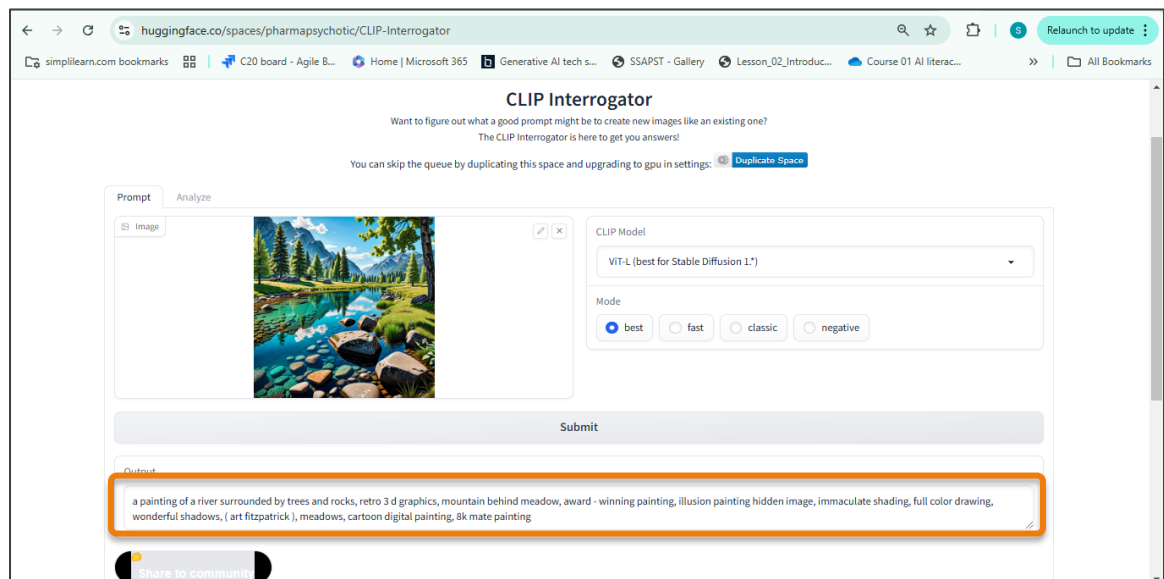 huggingface.co/spaces/pharmapsychotic/CLIP-Interrogator
S
Relaunch to update
simplilearn.com bookmarks
C20 board - Agile B...
Home | Microsoft 365
Generative AI tech s...
SSAPST - Gallery
Lesson_02_Introduc...
Course 01 AI literac...
»
All Bookmarks
CLIP Interrogator
Want to figure out what a good prompt might be to create new images like an existing one?
The CLIP Interrogator is here to get you answers!
You can skip the queue by duplicating this space and upgrading to gpu in settings: Duplicate Space
Prompt
Analyze
Image
CLIP Model
ViT-L (best for Stable Diffusion 1.*)
Mode
best
fast
classic
negative
Submit
Output
a painting of a river surrounded by trees and rocks, retro 3 d graphics, mountain behind meadow, award - winning painting, illusion painting hidden image, immaculate shading, full color drawing,
wonderful shadows, ( art fitzpatrick ), meadows, cartoon digital painting, 8k mate painting
Share to community